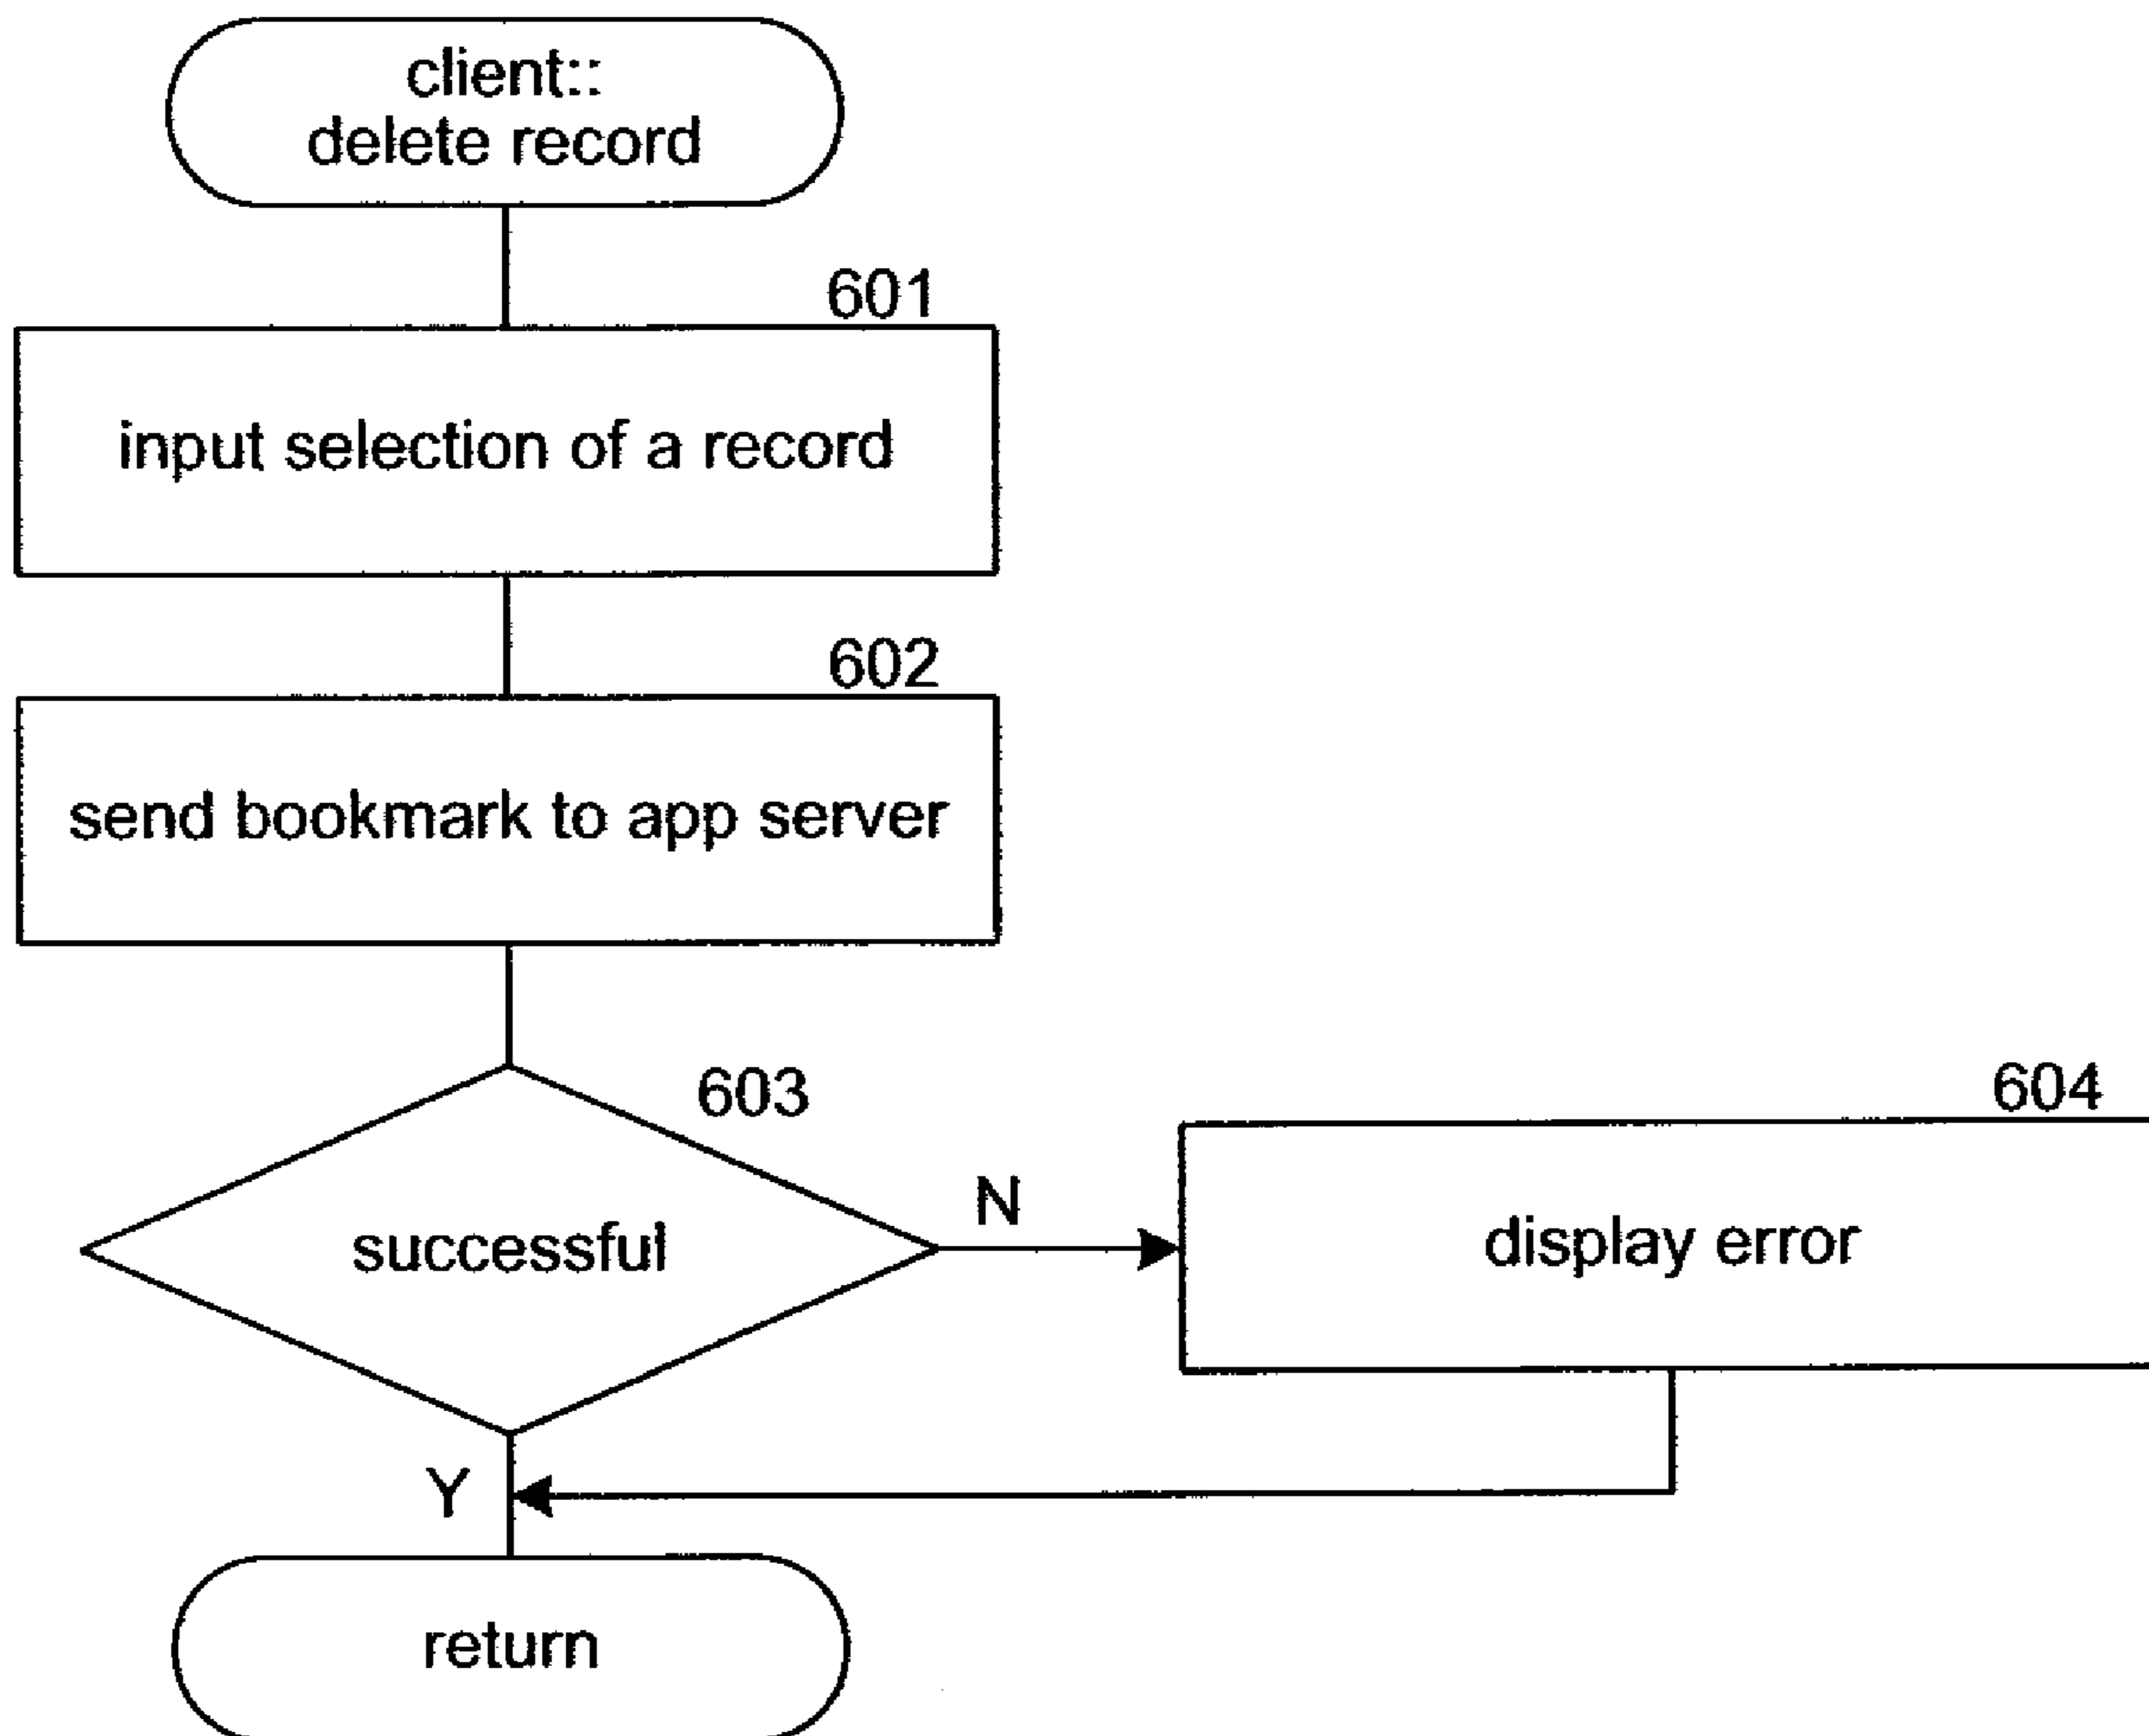 client::
delete record
601
input selection of a record
602
send bookmark to app server
603
604
N
successful
display error
Y
return